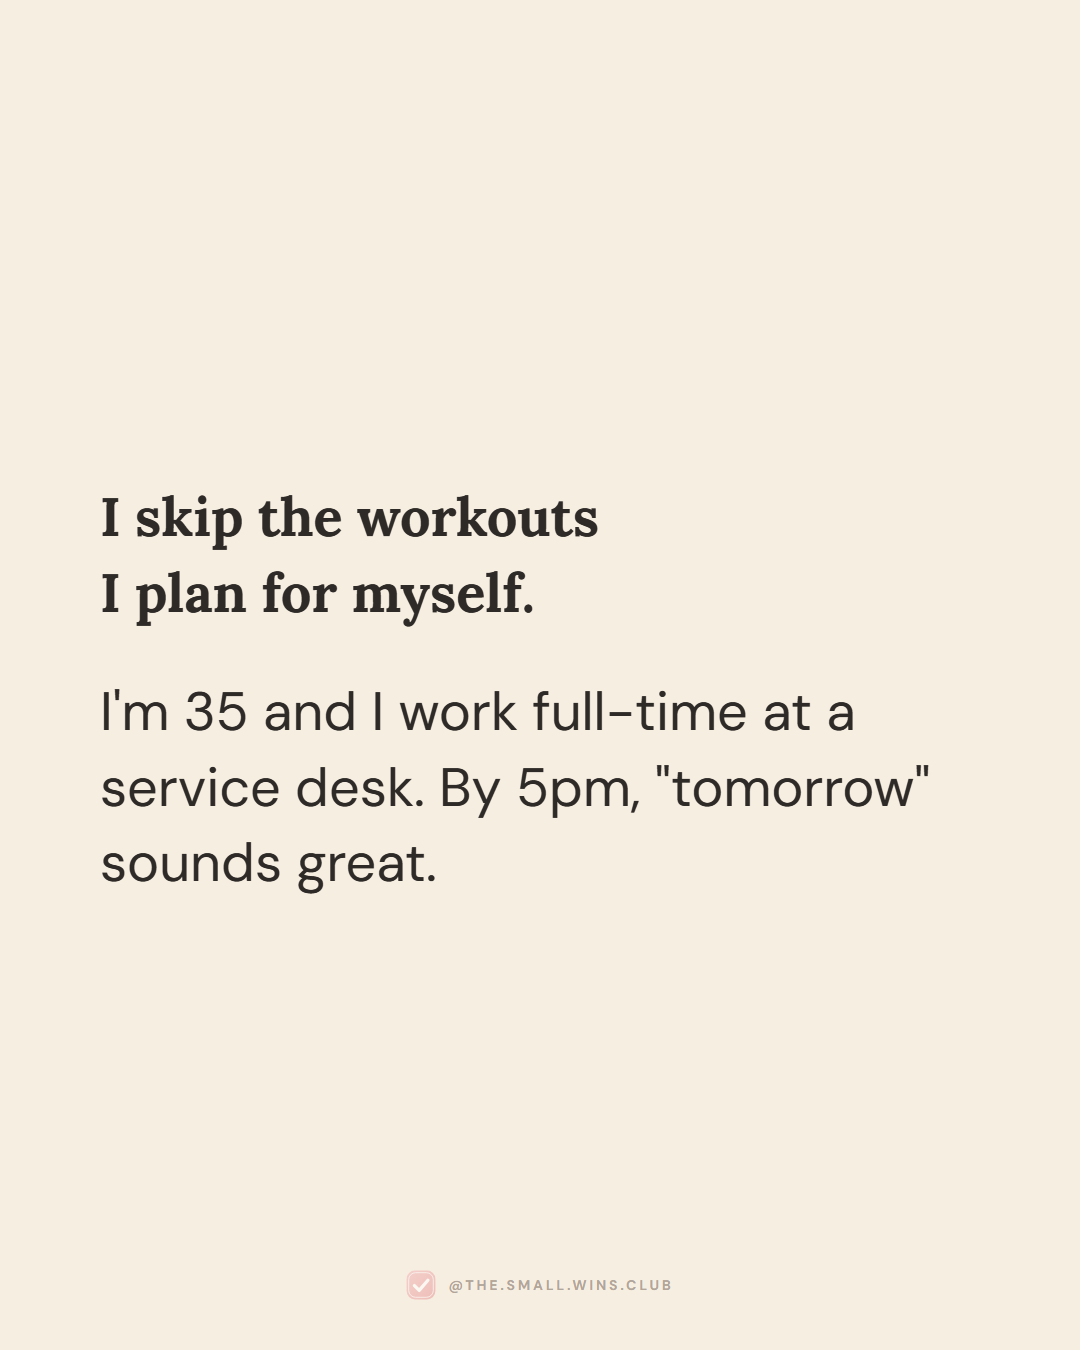 I skip the workouts
I plan for myself.
I'm 35 and I work full-time at a
service desk. By 5pm, "tomorrow"
sounds great.
@THE.SMALL.WINS.CLUB